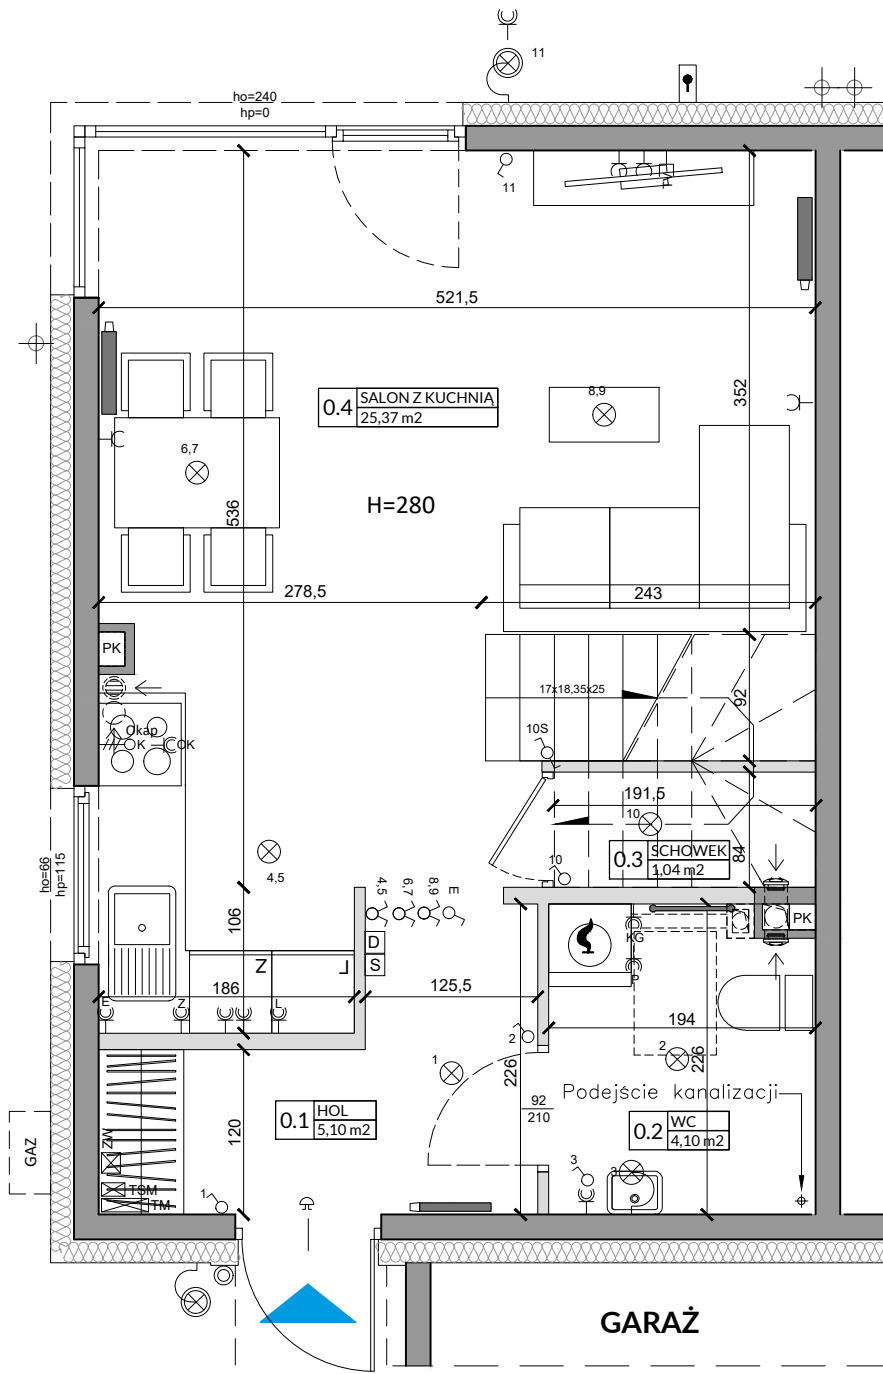 11
ho=240
hp=0
11
521,5
0.4
SALON Z KUCHNIĄ
25,37 m2
8,9
352
6,7
H=280
536
278,5
243
PK
17x18,35x25
92
Okap
K
OK
10S
191,5
10
0.3
SCHOWEK
1,04 m2
84
ho=66
hp=115
4,5
10
4,5
6,7
8,9
E
106
D
S
KG
PK
Z
L
P
186
125,5
E
Z
L
194
2
2
226
226
1
92
210
Podejście kanalizacji
0.1
HOL
5,10 m2
0.2
WC
4,10 m2
120
GAZ
ZW
TSM
TM
1
3
3
GARAŻ